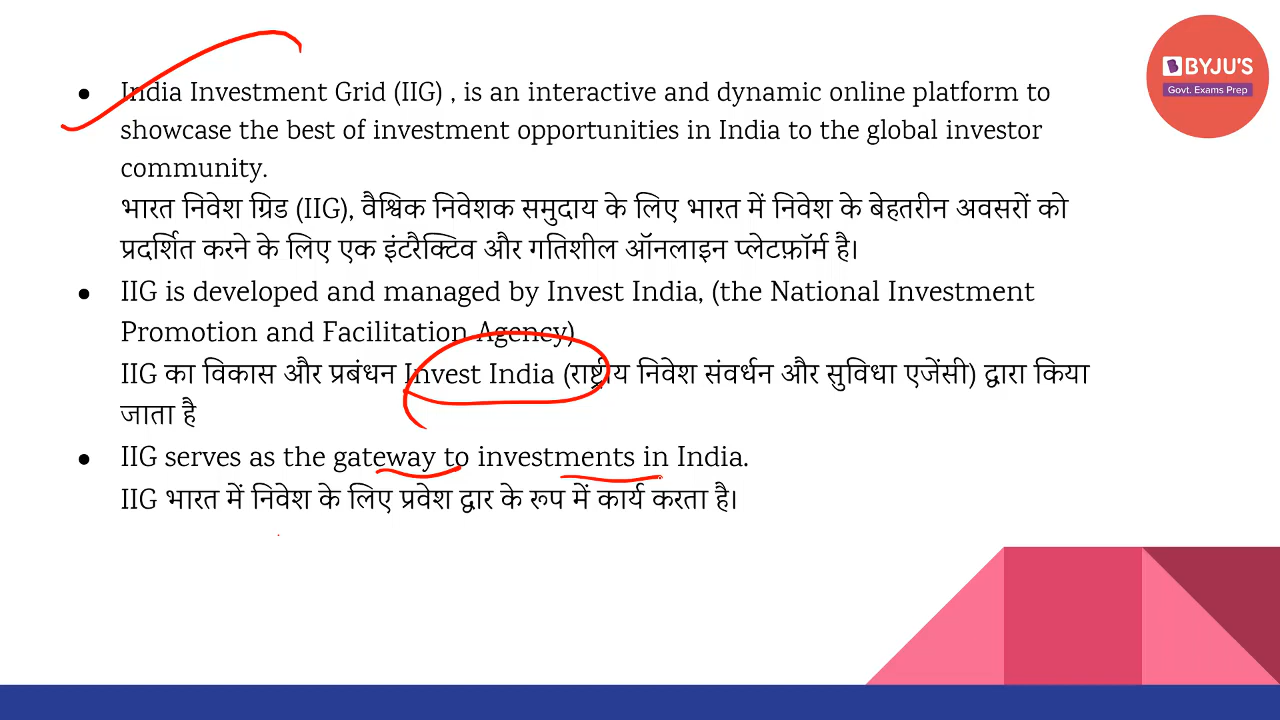 BYJU'S
Govt. Exams Prep
● India Investment Grid (IIG) , is an interactive and dynamic online platform to
showcase the best of investment opportunities in India to the global investor
community.
भारत निवेश ग्रिड (IIG), वैश्विक निवेशक समुदाय के लिए भारत में निवेश के बेहतरीन अवसरों को
प्रदर्शित करने के लिए एक इंटरैक्टिव और गतिशील ऑनलाइन प्लेटफ़ॉर्म है।
● IIG is developed and managed by Invest India, (the National Investment
Promotion and Facilitation Agency)
IIG का विकास और प्रबंधन Invest India (राष्ट्रीय निवेश संवर्धन और सुविधा एजेंसी) द्वारा किया
जाता है
● IIG serves as the gateway to investments in India.
IIG भारत में निवेश के लिए प्रवेश द्वार के रूप में कार्य करता है।